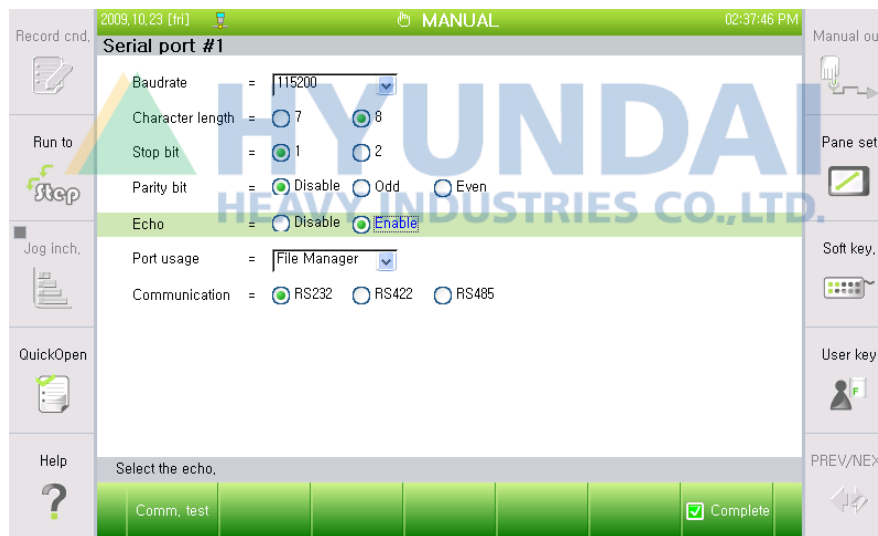 2009,10,23 [fri] MANUAL 02:37:46 PM
Record cnd,
Manual ou
Serial port #1
Baudrate = 115200
Character length = 7 8
Run to
Stop bit = 1 2
Pane set
Step
Parity bit = Disable Odd Even
HYUNDAI
HEAVY INDUSTRIES CO.,LTD.
Echo = Disable Enable
Jog inch,
Port usage = File Manager
Soft key,
Communication = RS232 RS422 RS485
QuickOpen
User key
F
Help
Select the echo,
PREV/NEX
?
Comm, test Complete